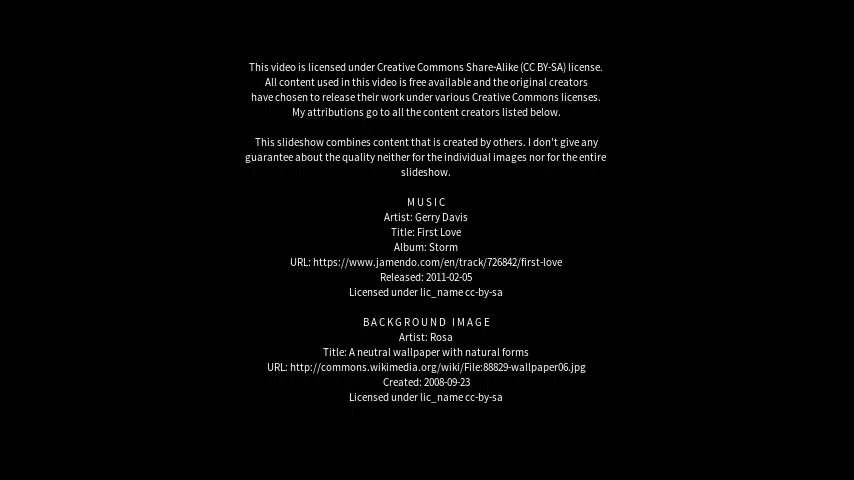 This video is licensed under Creative Commons Share-Alike (CC BY-SA) license.
All content used in this video is free available and the original creators
have chosen to release their work under various Creative Commons licenses.
My attributions go to all the content creators listed below.
This slideshow combines content that is created by others. I don't give any
guarantee about the quality neither for the individual images nor for the entire
slideshow.
MUSIC
Artist: Gerry Davis
Title: First Love
Album: Storm
URL: https://www.jamendo.com/en/track/726842/first-love
Released: 2011-02-05
Licensed under lic_name cc-by-sa
BACKGROUND IMAGE
Artist: Rosa
Title: A neutral wallpaper with natural forms
URL: http://commons.wikimedia.org/wiki/File:88829-wallpaper06.jpg
Created: 2008-09-23
Licensed under lic_name cc-by-sa